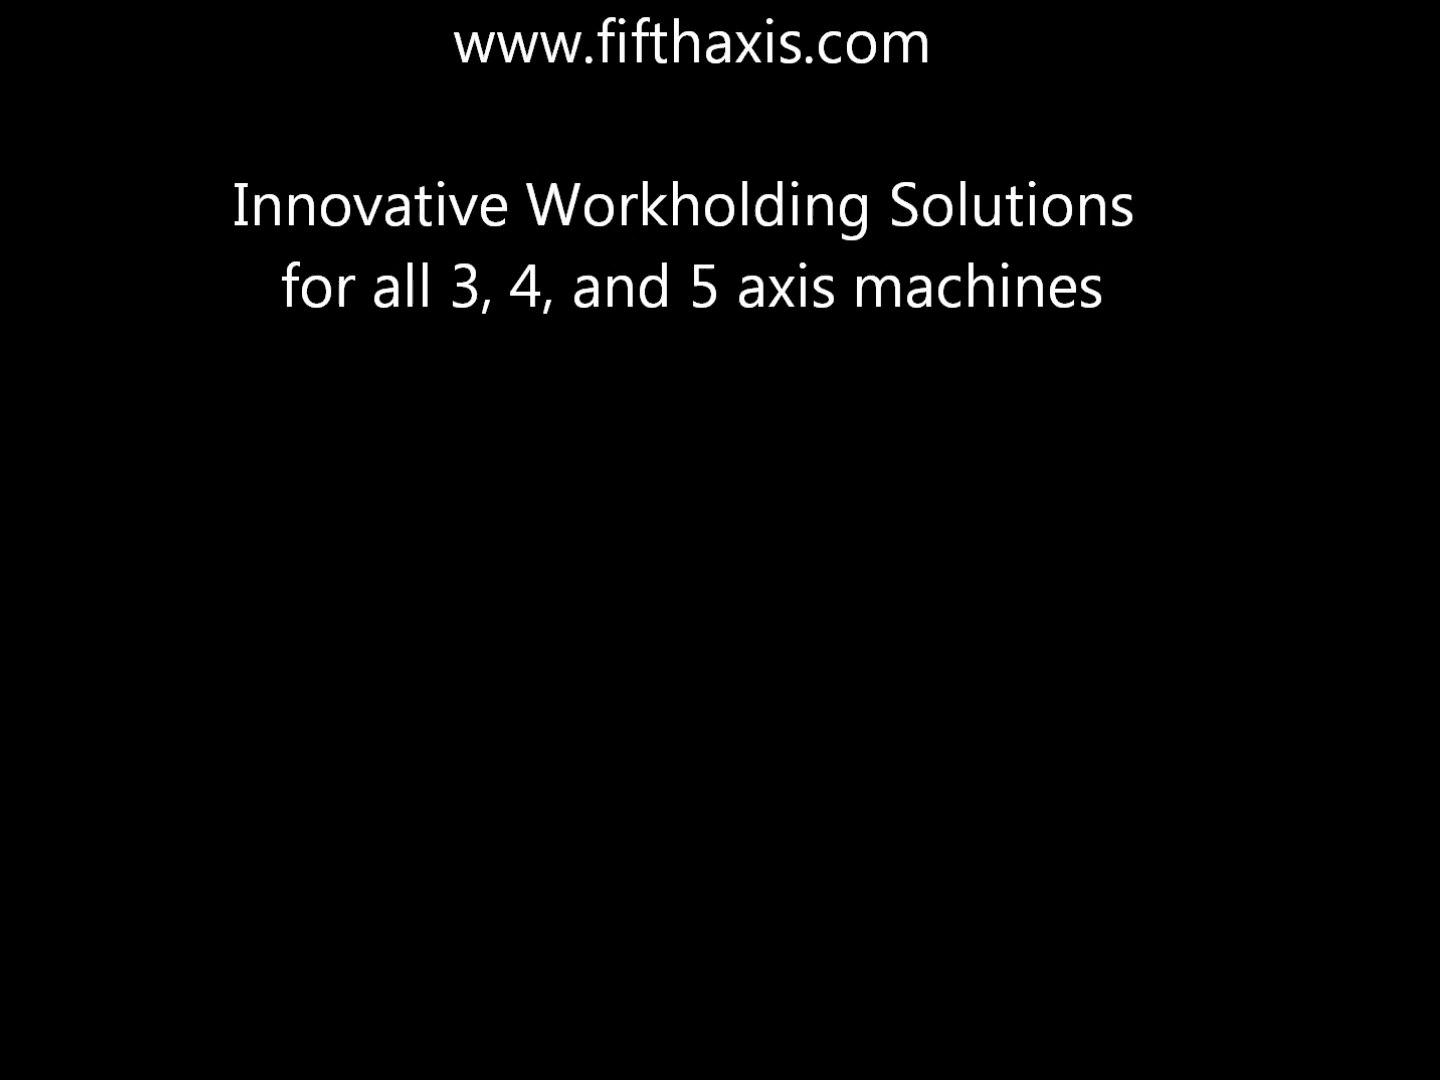 www.fifthaxis.com
Innovative Workholding Solutions
for all 3, 4, and 5 axis machines